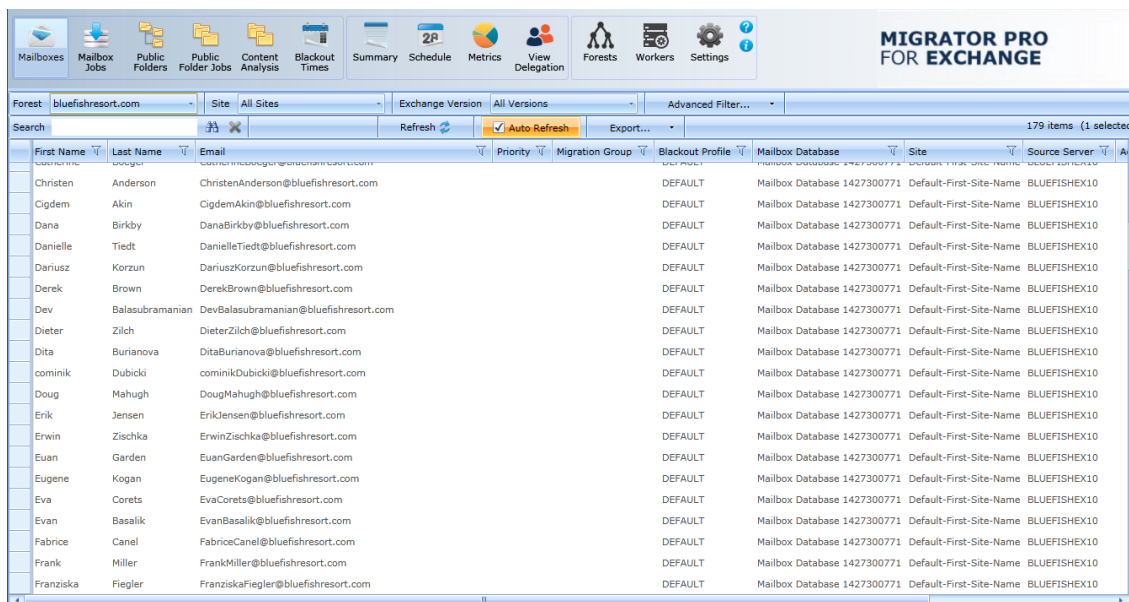 Mailboxes Mailbox Jobs Public Folders Public Folder Jobs Content Analysis Blackout Times Summary Schedule Metrics View Delegation Forests Workers Settings
28
MIGRATOR PRO
FOR EXCHANGE
Forest bluefishresort.com Site All Sites Exchange Version All Versions Advanced Filter...
Search Refresh Auto Refresh Export... 179 items (1 selected
First Name Last Name Email Priority Migration Group Blackout Profile Mailbox Database Site Source Server A
Catherine Boeger CatherineBoeger@bluefishresort.com DEFAULT Mailbox Database 1427300771 Default-First-Site-Name BLUEFISHEX10
Christen Anderson ChristenAnderson@bluefishresort.com DEFAULT Mailbox Database 1427300771 Default-First-Site-Name BLUEFISHEX10
Cigdem Akin CigdemAkin@bluefishresort.com DEFAULT Mailbox Database 1427300771 Default-First-Site-Name BLUEFISHEX10
Dana Birkby DanaBirkby@bluefishresort.com DEFAULT Mailbox Database 1427300771 Default-First-Site-Name BLUEFISHEX10
Danielle Tiedt DanielleTiedt@bluefishresort.com DEFAULT Mailbox Database 1427300771 Default-First-Site-Name BLUEFISHEX10
Dariusz Korzun DariuszKorzun@bluefishresort.com DEFAULT Mailbox Database 1427300771 Default-First-Site-Name BLUEFISHEX10
Derek Brown DerekBrown@bluefishresort.com DEFAULT Mailbox Database 1427300771 Default-First-Site-Name BLUEFISHEX10
Dev Balasubramanian DevBalasubramanian@bluefishresort.com DEFAULT Mailbox Database 1427300771 Default-First-Site-Name BLUEFISHEX10
Dieter Zilch DieterZilch@bluefishresort.com DEFAULT Mailbox Database 1427300771 Default-First-Site-Name BLUEFISHEX10
Dita Burianova DitaBurianova@bluefishresort.com DEFAULT Mailbox Database 1427300771 Default-First-Site-Name BLUEFISHEX10
cominik Dubicki cominikDubicki@bluefishresort.com DEFAULT Mailbox Database 1427300771 Default-First-Site-Name BLUEFISHEX10
Doug Mahugh DougMahugh@bluefishresort.com DEFAULT Mailbox Database 1427300771 Default-First-Site-Name BLUEFISHEX10
Erik Jensen ErikJensen@bluefishresort.com DEFAULT Mailbox Database 1427300771 Default-First-Site-Name BLUEFISHEX10
Erwin Zischka ErwinZischka@bluefishresort.com DEFAULT Mailbox Database 1427300771 Default-First-Site-Name BLUEFISHEX10
Euan Garden EuanGarden@bluefishresort.com DEFAULT Mailbox Database 1427300771 Default-First-Site-Name BLUEFISHEX10
Eugene Kogan EugeneKogan@bluefishresort.com DEFAULT Mailbox Database 1427300771 Default-First-Site-Name BLUEFISHEX10
Eva Corets EvaCorets@bluefishresort.com DEFAULT Mailbox Database 1427300771 Default-First-Site-Name BLUEFISHEX10
Evan Basalik EvanBasalik@bluefishresort.com DEFAULT Mailbox Database 1427300771 Default-First-Site-Name BLUEFISHEX10
Fabrice Canel FabriceCanel@bluefishresort.com DEFAULT Mailbox Database 1427300771 Default-First-Site-Name BLUEFISHEX10
Frank Miller FrankMiller@bluefishresort.com DEFAULT Mailbox Database 1427300771 Default-First-Site-Name BLUEFISHEX10
Franziska Fiegler FranziskaFiegler@bluefishresort.com DEFAULT Mailbox Database 1427300771 Default-First-Site-Name BLUEFISHEX10